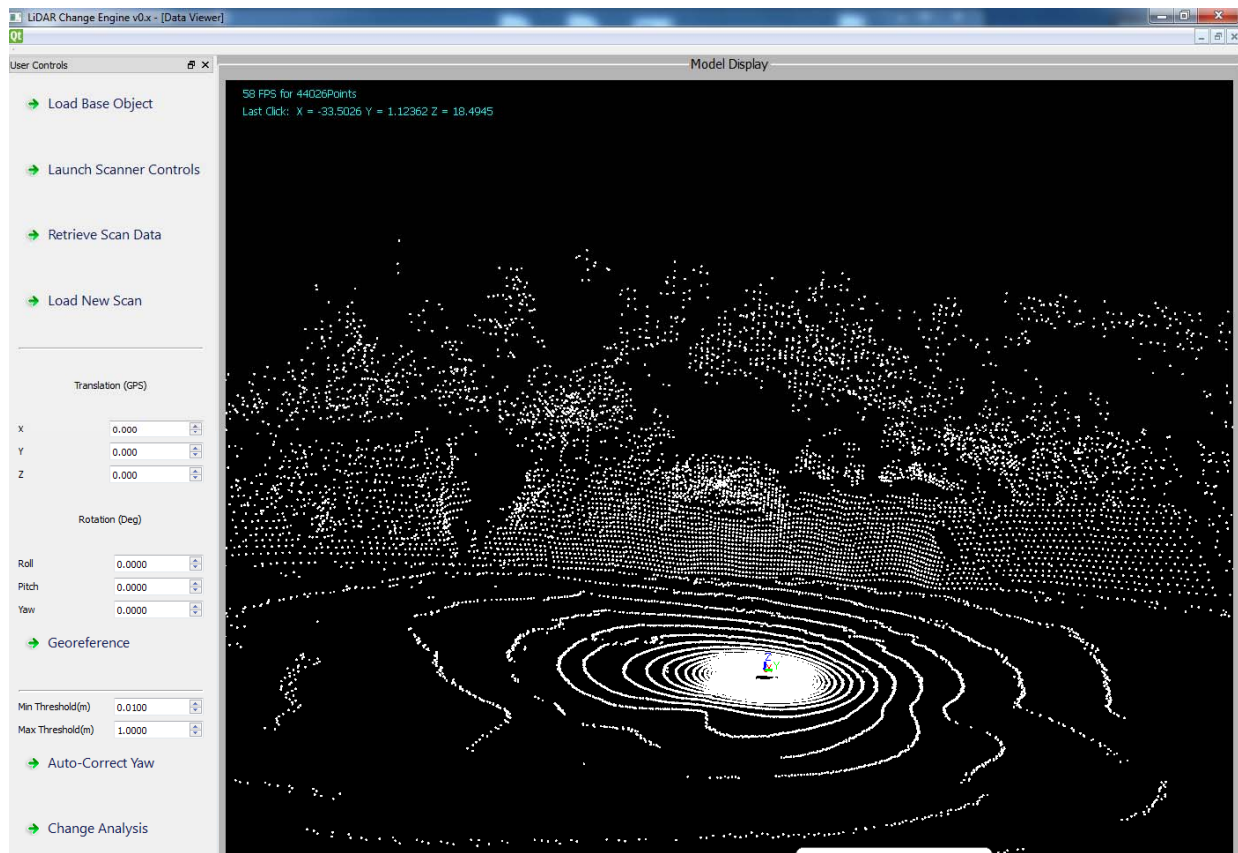 LiDAR Change Engine v0.x - [Data Viewer]
Qt
User Controls
Model Display
58 FPS for 44026Points
Last Click: X = -33.5026 Y = 1.12362 Z = 18.4945
Load Base Object
Launch Scanner Controls
Retrieve Scan Data
Load New Scan
Translation (GPS)
X 0.000
Y 0.000
Z 0.000
Rotation (Deg)
Roll 0.0000
Pitch 0.0000
Yaw 0.0000
Georeference
Min Threshold(m) 0.0100
Max Threshold(m) 1.0000
Auto-Correct Yaw
Change Analysis
Z
XY